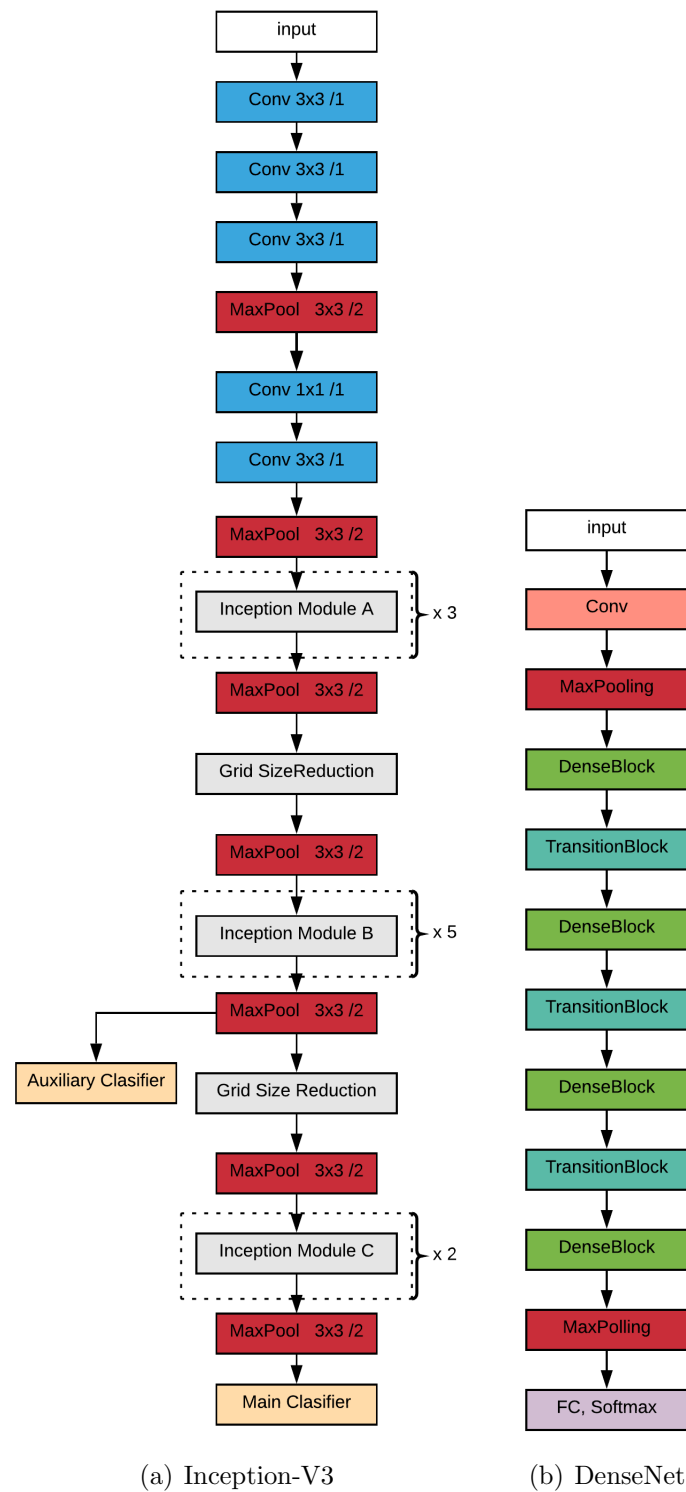 input
Conv 3x3 /1
Conv 3x3 /1
Conv 3x3 /1
MaxPool 3x3 /2
Conv 1x1 /1
Conv 3x3 /1
MaxPool 3x3 /2
Inception Module A
x 3
MaxPool 3x3 /2
Grid SizeReduction
MaxPool 3x3 /2
Inception Module B
x 5
MaxPool 3x3 /2
Auxiliary Clasifier
Grid Size Reduction
MaxPool 3x3 /2
Inception Module C
x 2
MaxPool 3x3 /2
Main Clasifier
(a) Inception-V3
input
Conv
MaxPooling
DenseBlock
TransitionBlock
DenseBlock
TransitionBlock
DenseBlock
TransitionBlock
DenseBlock
MaxPolling
FC, Softmax
(b) DenseNet